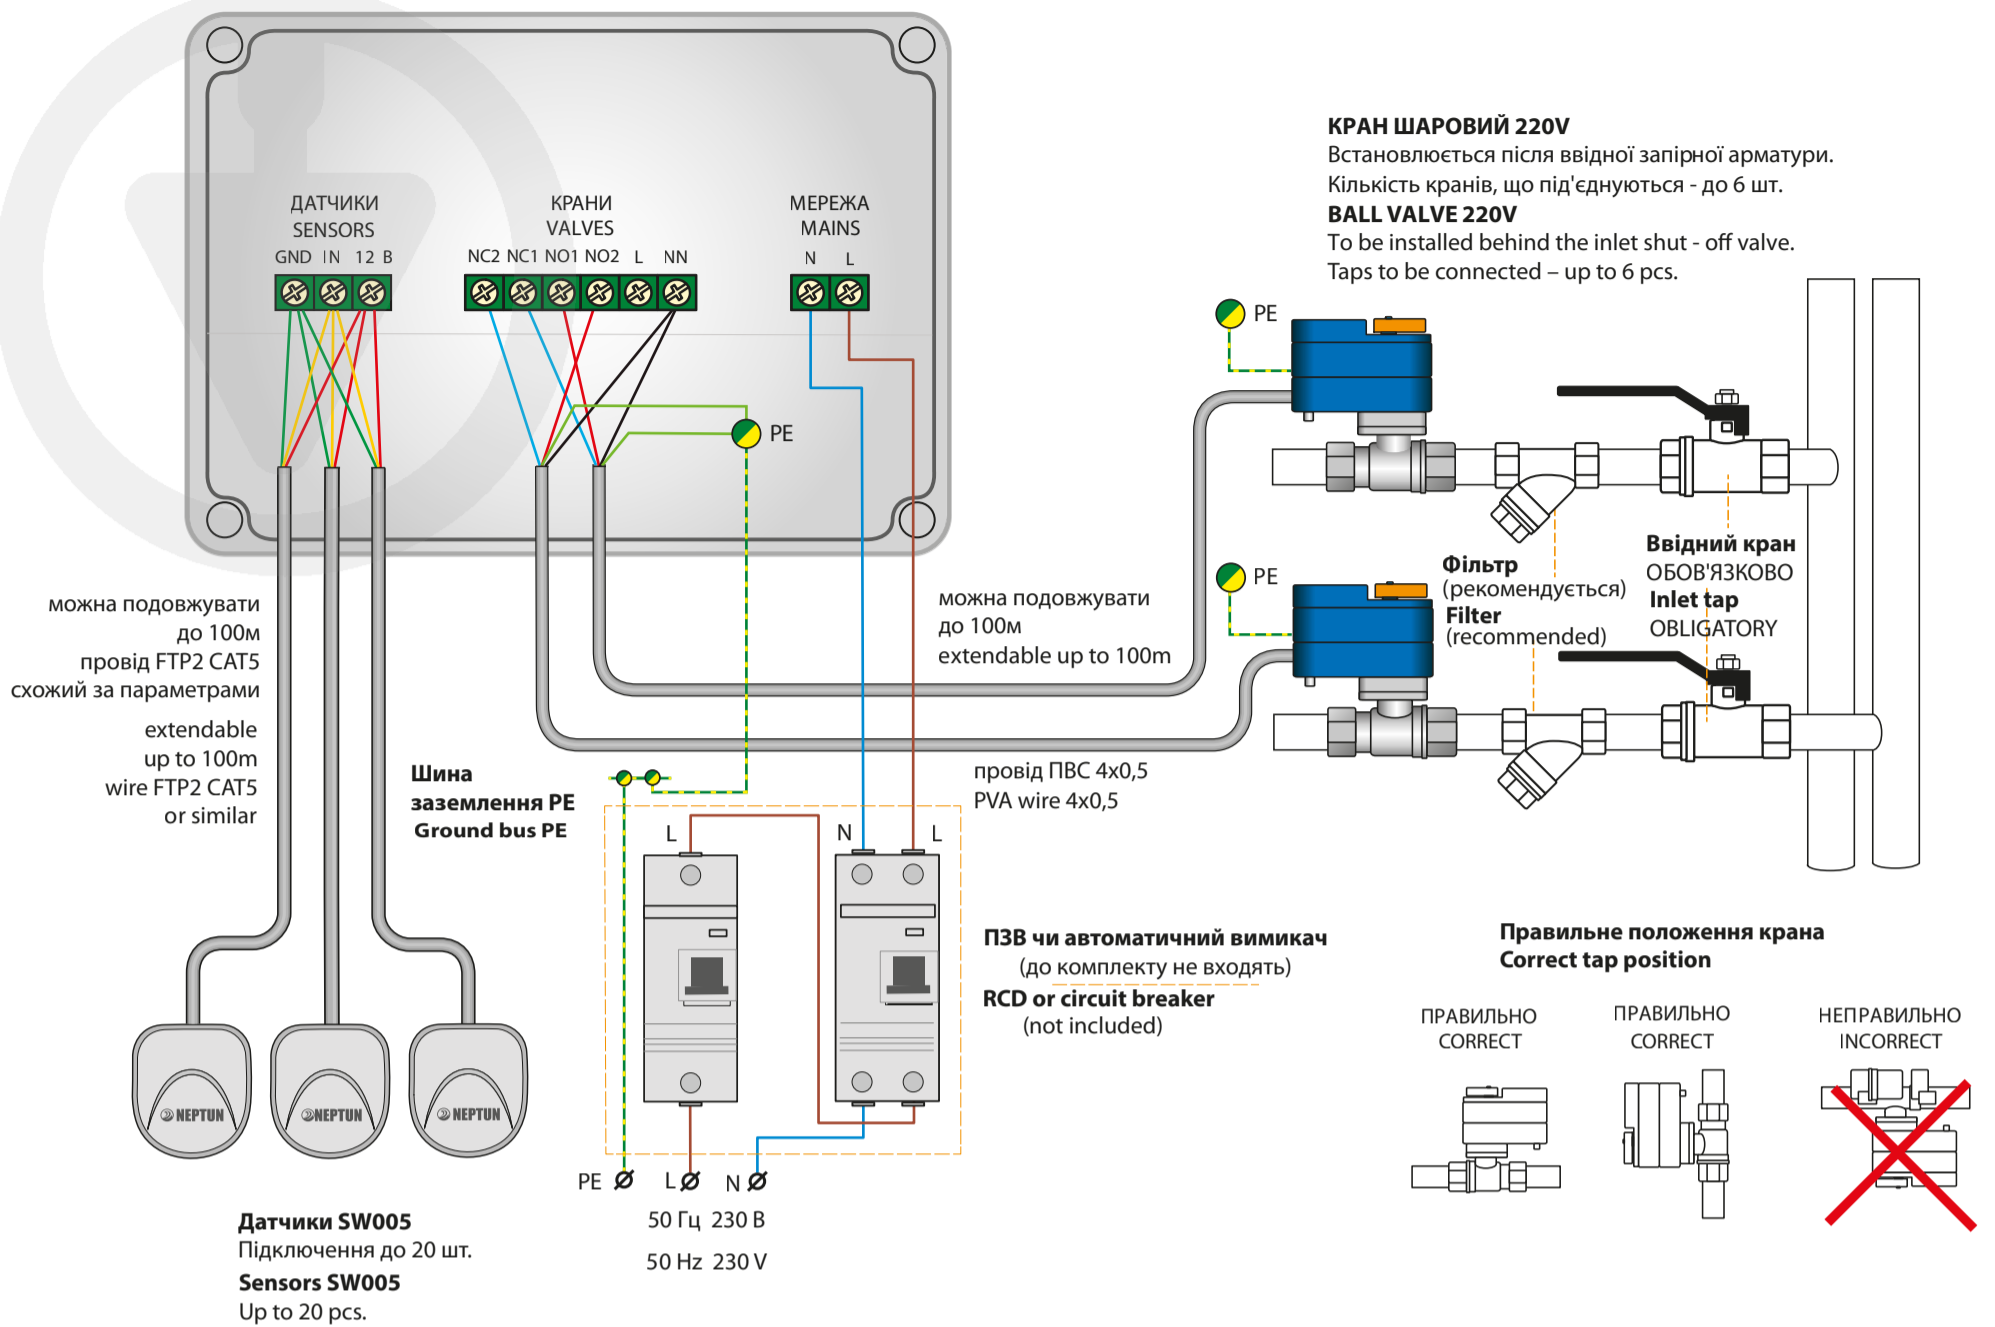 ДАТЧИКИ
SENSORS
GND IN 12 В
КРАНИ
VALVES
NC2 NC1 NO1 NO2 L NN
МЕРЕЖА
MAINS
N L
PE
КРАН ШАРОВИЙ 220V
Встановлюється після ввідної запірної арматури.
Кількість кранів, що під'єднуються - до 6 шт.
BALL VALVE 220V
To be installed behind the inlet shut - off valve.
Taps to be connected – up to 6 pcs.
PE
PE
Фільтр
(рекомендується)
Filter
(recommended)
Ввідний кран
ОБОВ'ЯЗКОВО
Inlet tap
OBLIGATORY
можна подовжувати
до 100м
провід FTP2 CAT5
схожий за параметрами
extendable
up to 100m
wire FTP2 CAT5
or similar
можна подовжувати
до 100м
extendable up to 100m
провід ПВС 4x0,5
PVA wire 4x0,5
Шина
заземлення PE
Ground bus PE
L
N L
ПЗВ чи автоматичний вимикач
(до комплекту не входять)
RCD or circuit breaker
(not included)
PE L N
50 Гц 230 В
50 Hz 230 V
NEPTUN
NEPTUN
NEPTUN
Датчики SW005
Підключення до 20 шт.
Sensors SW005
Up to 20 pcs.
Правильне положення крана
Correct tap position
ПРАВИЛЬНО
CORRECT
ПРАВИЛЬНО
CORRECT
НЕПРАВИЛЬНО
INCORRECT